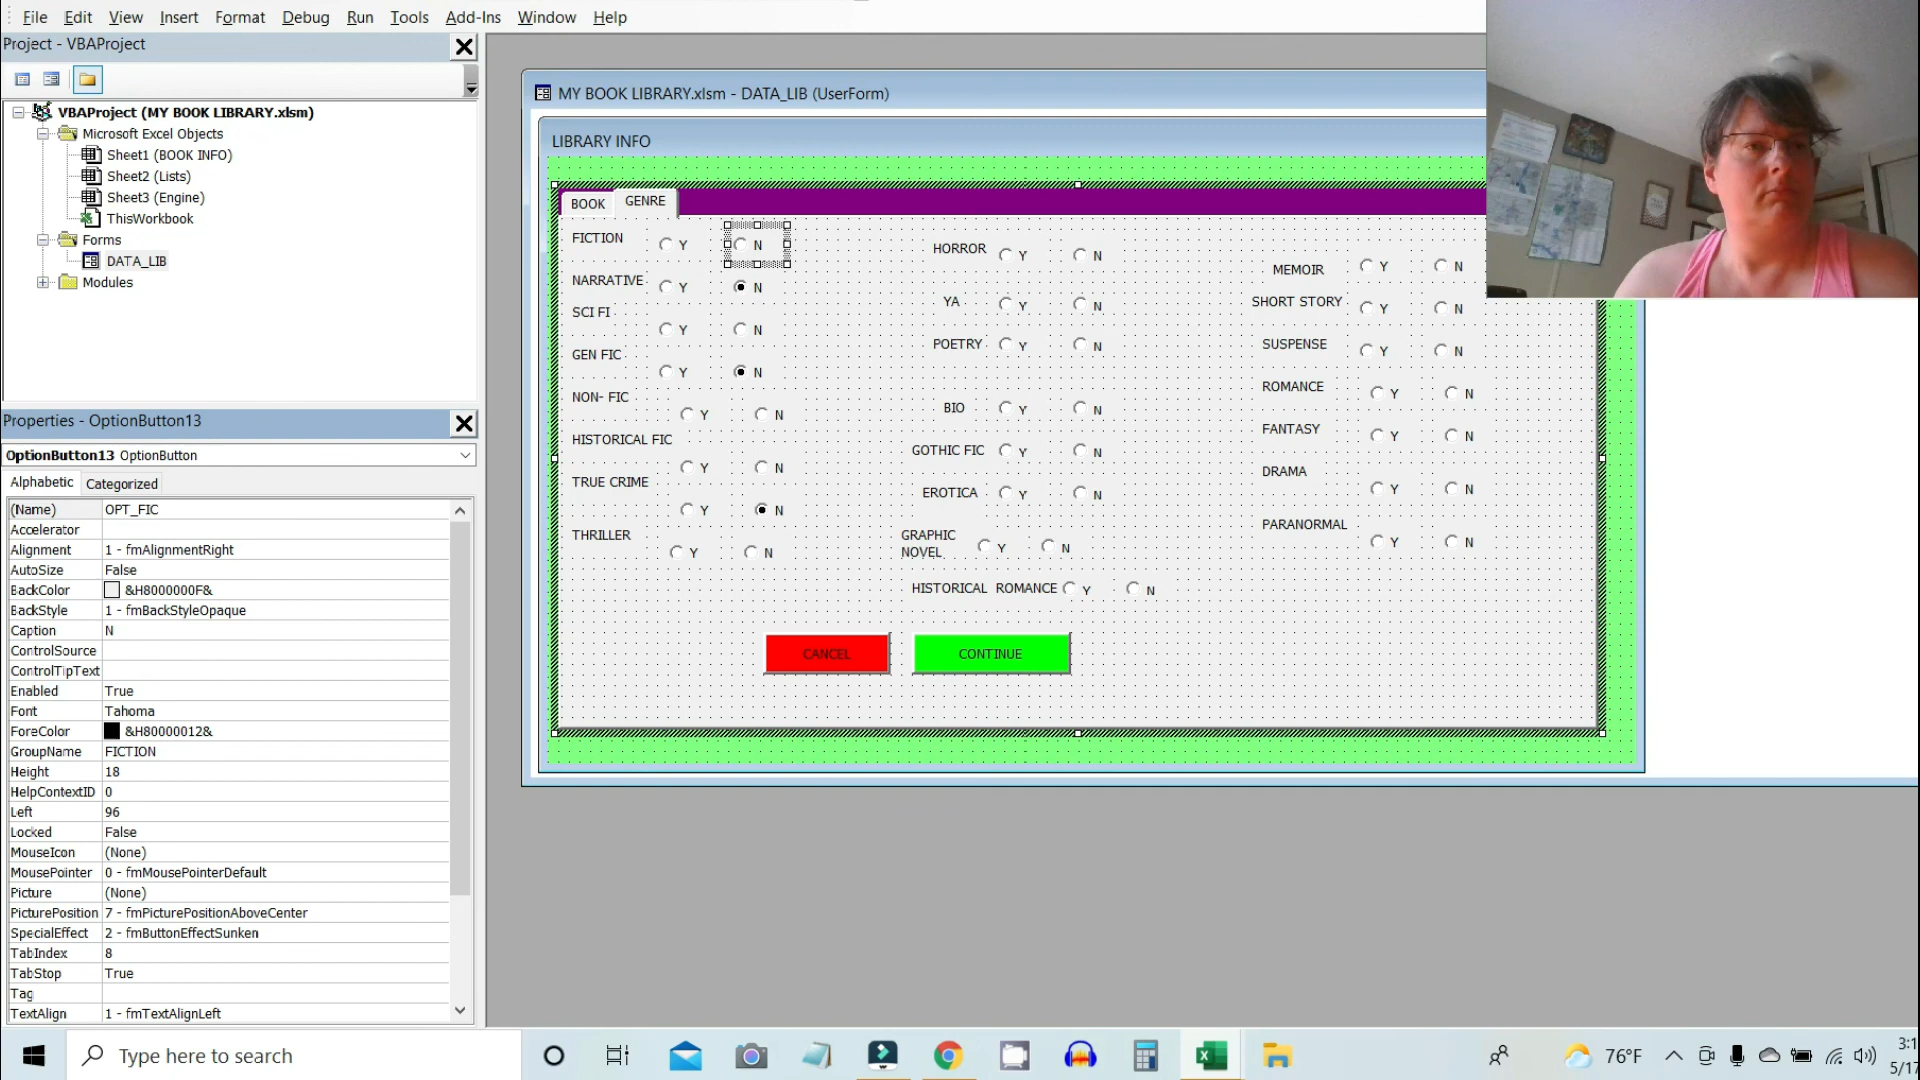 File Edit View Insert Format Debug Run Tools Add-Ins Window Help
Project - VBAProject
VBAProject (MY BOOK LIBRARY.xlsm)
Microsoft Excel Objects
Sheet1 (BOOK INFO)
Sheet2 (Lists)
Sheet3 (Engine)
ThisWorkbook
Forms
DATA_LIB
Modules
Properties - OptionButton13
OptionButton13 OptionButton
Alphabetic Categorized
(Name) OPT_FIC
Accelerator
Alignment 1 - fmAlignmentRight
AutoSize False
BackColor &H8000000F&
BackStyle 1 - fmBackStyleOpaque
Caption N
ControlSource
ControlTipText
Enabled True
Font Tahoma
ForeColor &H80000012&
GroupName FICTION
Height 18
HelpContextID 0
Left 96
Locked False
MouseIcon (None)
MousePointer 0 - fmMousePointerDefault
Picture (None)
PicturePosition 7 - fmPicturePositionAboveCenter
SpecialEffect 2 - fmButtonEffectSunken
TabIndex 8
TabStop True
Tag
TextAlign 1 - fmTextAlignLeft
MY BOOK LIBRARY.xlsm - DATA_LIB (UserForm)
LIBRARY INFO
BOOK GENRE
FICTION Y N
NARRATIVE Y N
SCI FI Y N
GEN FIC Y N
NON- FIC Y N
HISTORICAL FIC Y N
TRUE CRIME Y N
THRILLER Y N
HORROR Y N
YA Y N
POETRY Y N
BIO Y N
GOTHIC FIC Y N
EROTICA Y N
GRAPHIC
NOVEL Y N
HISTORICAL ROMANCE Y N
MEMOIR Y N
SHORT STORY Y N
SUSPENSE Y N
ROMANCE Y N
FANTASY Y N
DRAMA Y N
PARANORMAL Y N
CANCEL CONTINUE
Type here to search
76°F
3:1
5/17